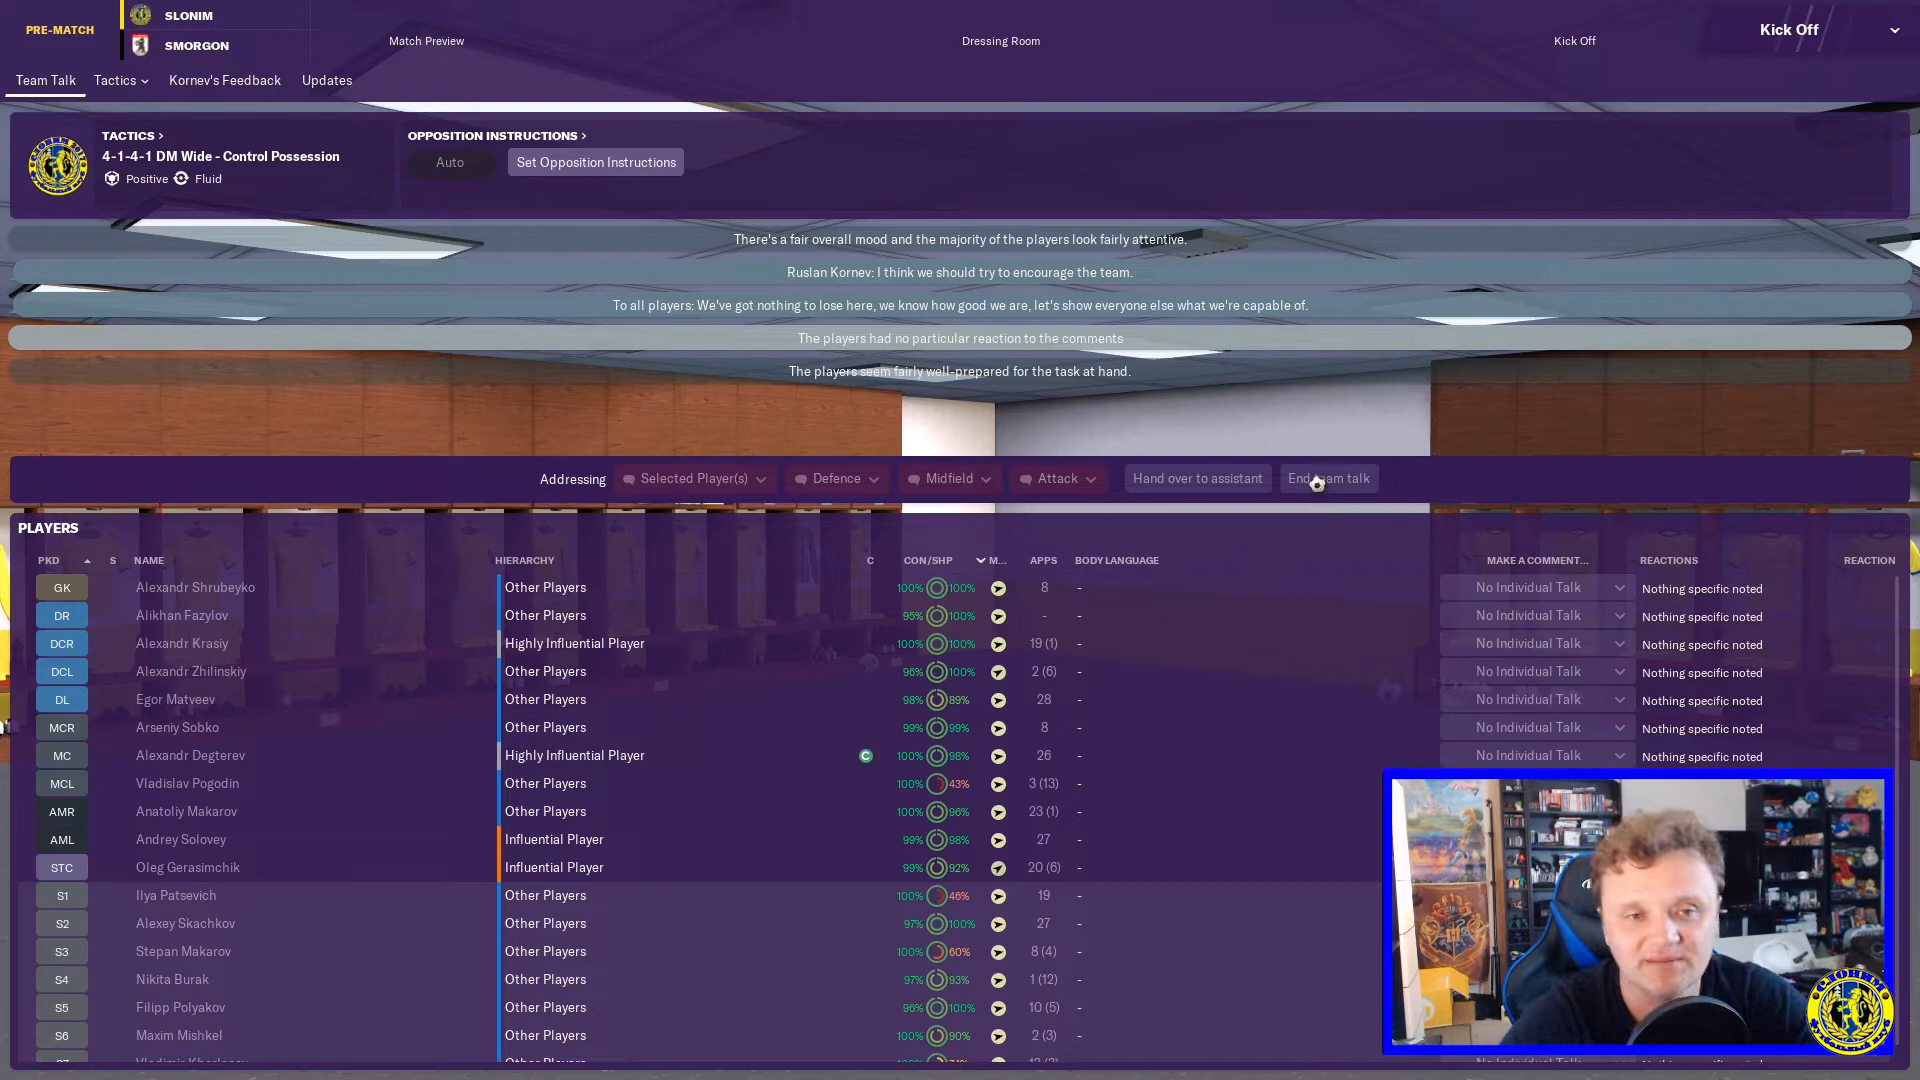 PRE-MATCH
SLONIM
SMORGON
Match Preview
Dressing Room
Kick Off
Kick Off
Team Talk
Tactics
Kornev's Feedback
Updates
TACTICS >
4-1-4-1 DM Wide - Control Possession
Positive
Fluid
OPPOSITION INSTRUCTIONS >
Auto
Set Opposition Instructions
There's a fair overall mood and the majority of the players look fairly attentive.
Ruslan Kornev: I think we should try to encourage the team.
To all players: We've got nothing to lose here, we know how good we are, let's show everyone else what we're capable of.
The players had no particular reaction to the comments
The players seem fairly well-prepared for the task at hand.
Addressing Selected Player(s) Defence Midfield Attack Hand over to assistant End team talk
PLAYERS
PKD S NAME HIERARCHY C CON/SHP M... APPS BODY LANGUAGE MAKE A COMMENT... REACTIONS REACTION
GK Alexandr Shrubeyko Other Players 100% 100% 8 - No Individual Talk Nothing specific noted
DR Alikhan Fazylov Other Players 95% 100% - - No Individual Talk Nothing specific noted
DCR Alexandr Krasiy Highly Influential Player 100% 100% 19 (1) - No Individual Talk Nothing specific noted
DCL Alexandr Zhilinskiy Other Players 96% 100% 2 (6) - No Individual Talk Nothing specific noted
DL Egor Matveev Other Players 98% 89% 28 - No Individual Talk Nothing specific noted
MCR Arseniy Sobko Other Players 99% 99% 8 - No Individual Talk Nothing specific noted
MC Alexandr Degterev Highly Influential Player C 100% 98% 26 - No Individual Talk Nothing specific noted
MCL Vladislav Pogodin Other Players 100% 43% 3 (13) -
AMR Anatoliy Makarov Other Players 100% 96% 23 (1) -
AML Andrey Solovey Influential Player 99% 98% 27 -
STC Oleg Gerasimchik Influential Player 99% 92% 20 (6) -
S1 Ilya Patsevich Other Players 100% 46% 19 -
S2 Alexey Skachkov Other Players 97% 100% 27 -
S3 Stepan Makarov Other Players 100% 60% 8 (4) -
S4 Nikita Burak Other Players 97% 93% 1 (12) -
S5 Filipp Polyakov Other Players 96% 100% 10 (5) -
S6 Maxim Mishkel Other Players 100% 90% 2 (3) -